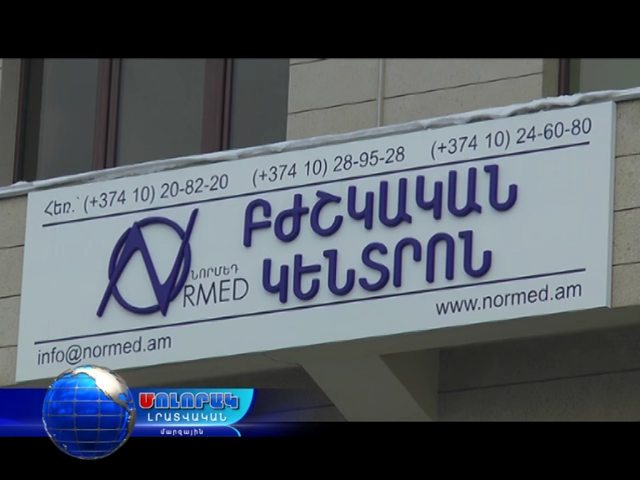 Հեռ.՝ (+374 10) 20-82-20 (+374 10) 28-95-28 (+374 10) 24-60-80
ԲԺՇԿԱԿԱՆ
ՆՈՐՄԵԴ
NORMED
ԿԵՆՏՐՈՆ
info@normed.am
www.normed.am
ՄՈԼՈՐԱԿ
ԼՐԱՏՎԱԿԱՆ
մարզային